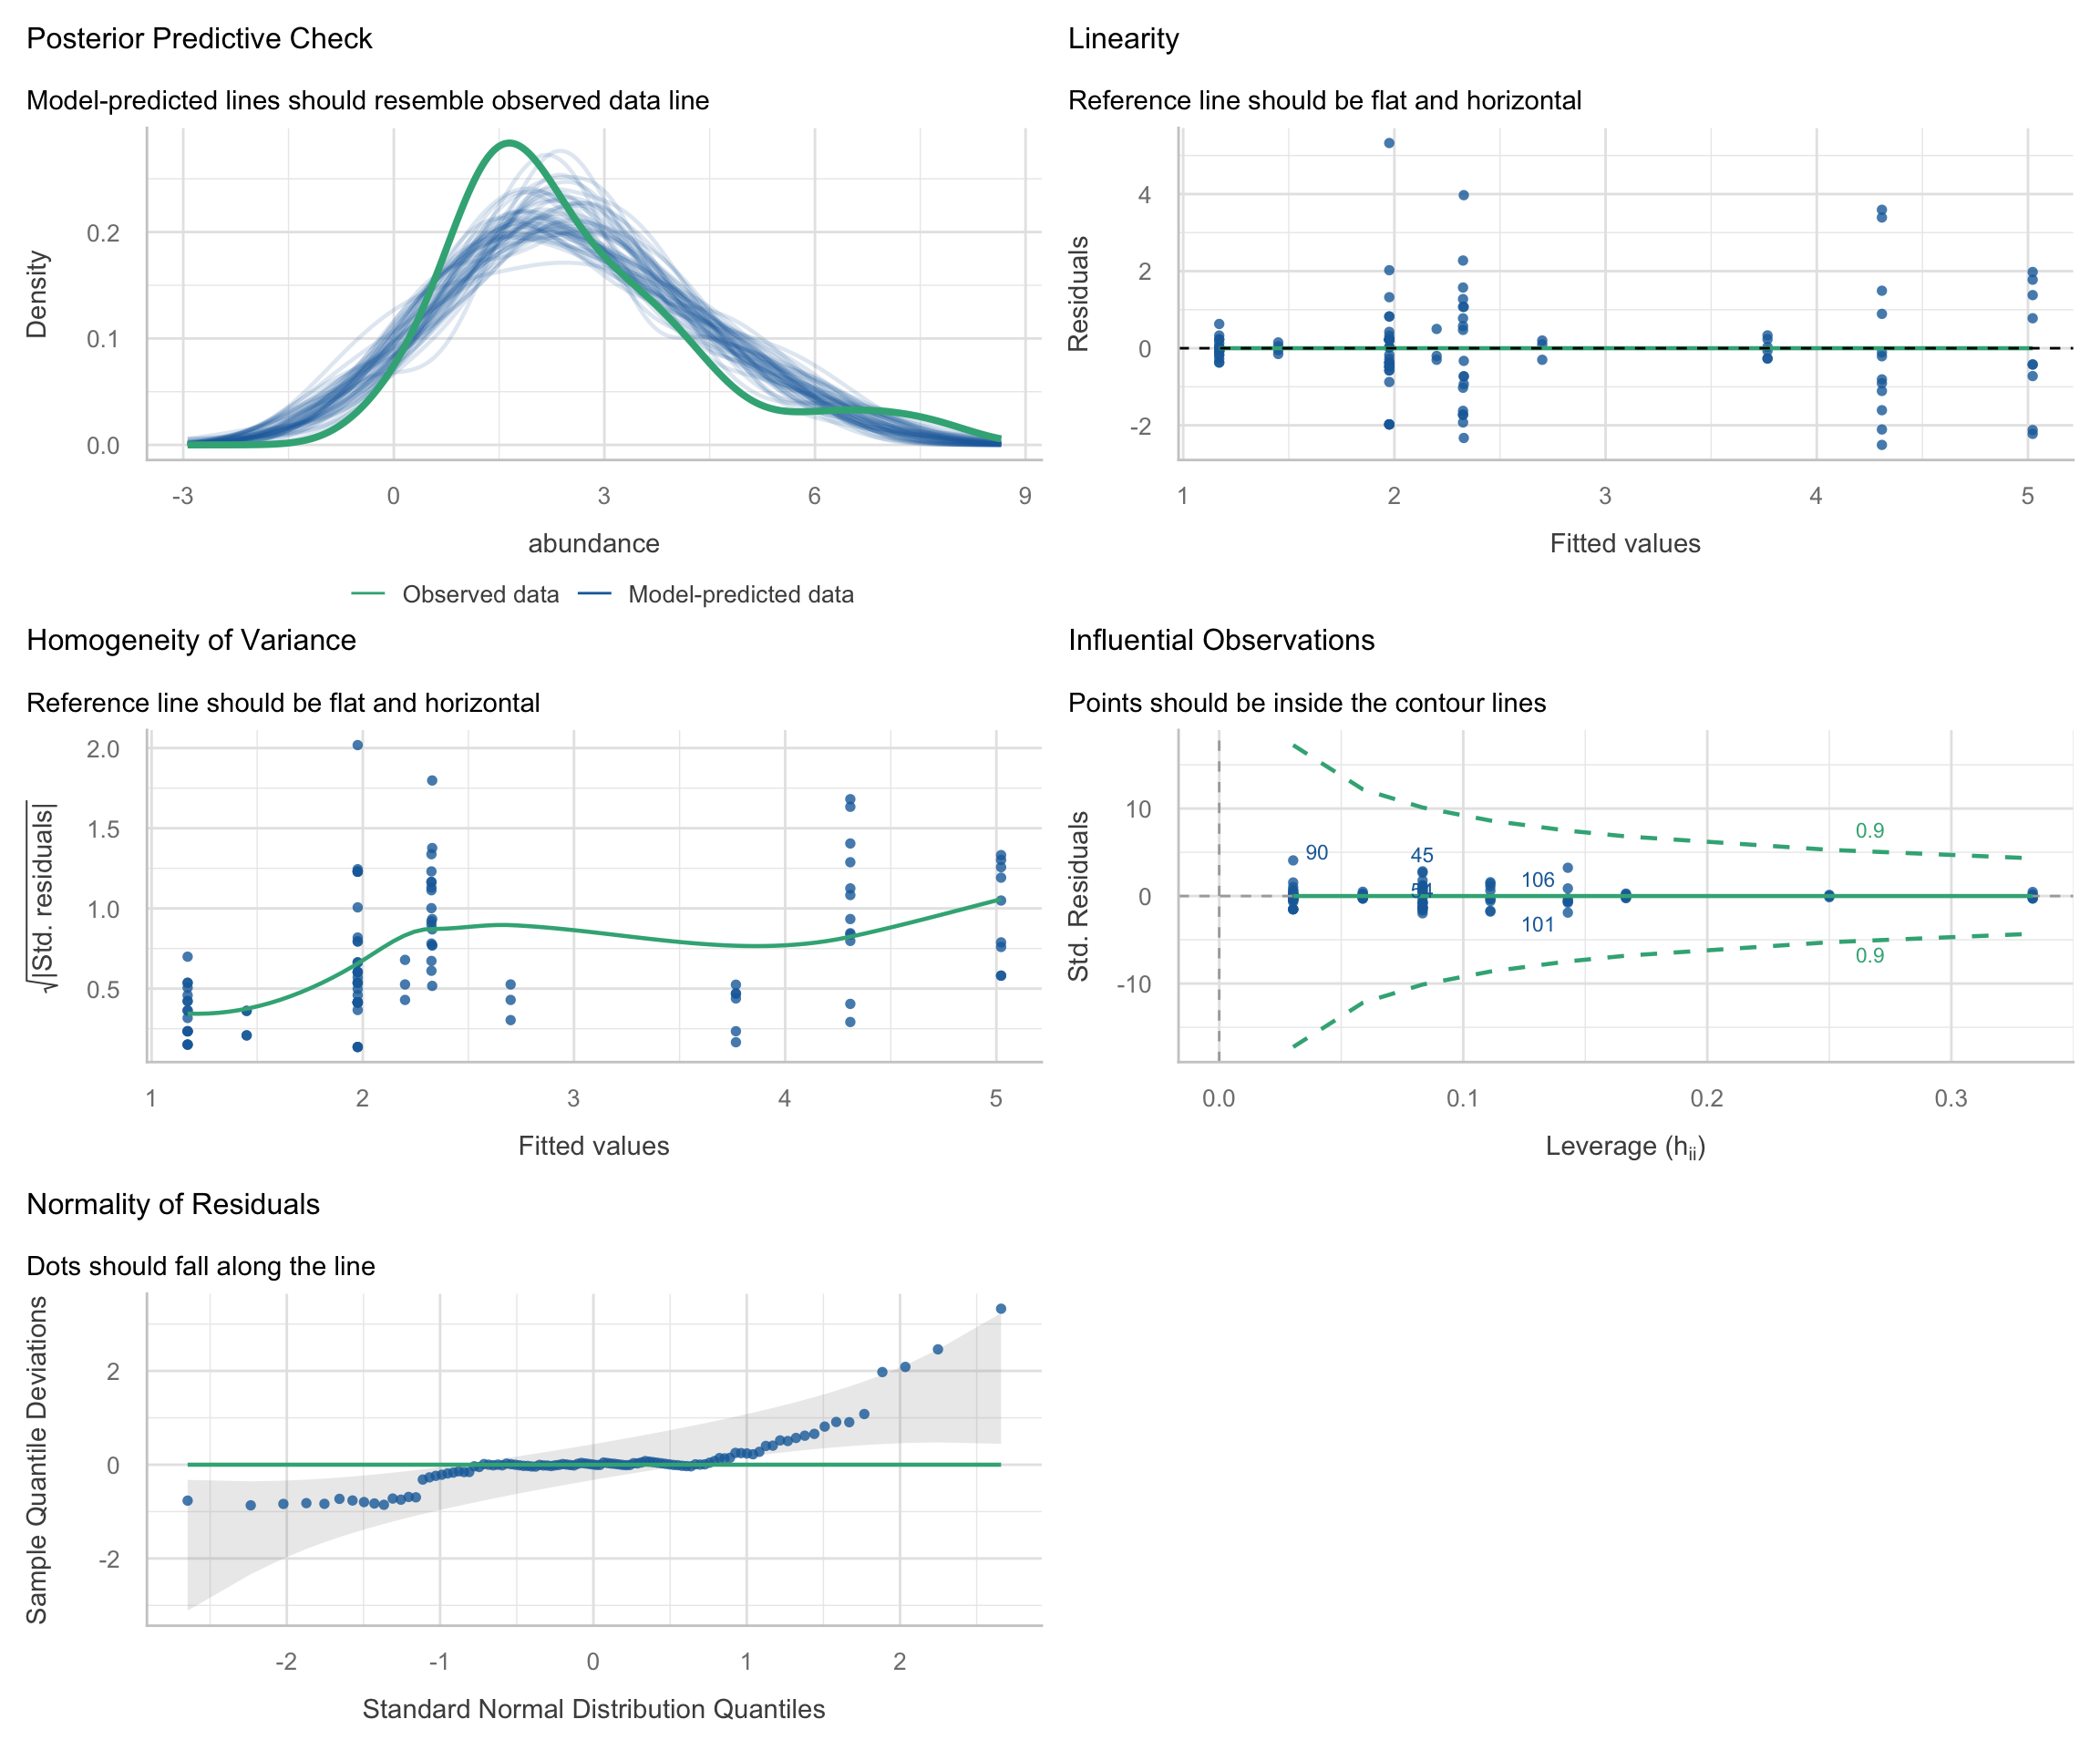 Posterior Predictive Check
Model-predicted lines should resemble observed data line
Density
0.2
0.1
0.0
-3 0 3 6 9
abundance
Observed data Model-predicted data
Linearity
Reference line should be flat and horizontal
Residuals
4
2
0
-2
1 2 3 4 5
Fitted values
Homogeneity of Variance
Reference line should be flat and horizontal
√|Std. residuals|
2.0
1.5
1.0
0.5
1 2 3 4 5
Fitted values
Influential Observations
Points should be inside the contour lines
Std. Residuals
10
0
-10
0.9
90
45
106
101
0.9
0.0 0.1 0.2 0.3
Leverage (hii)
Normality of Residuals
Dots should fall along the line
Sample Quantile Deviations
2
0
-2
-2 -1 0 1 2
Standard Normal Distribution Quantiles